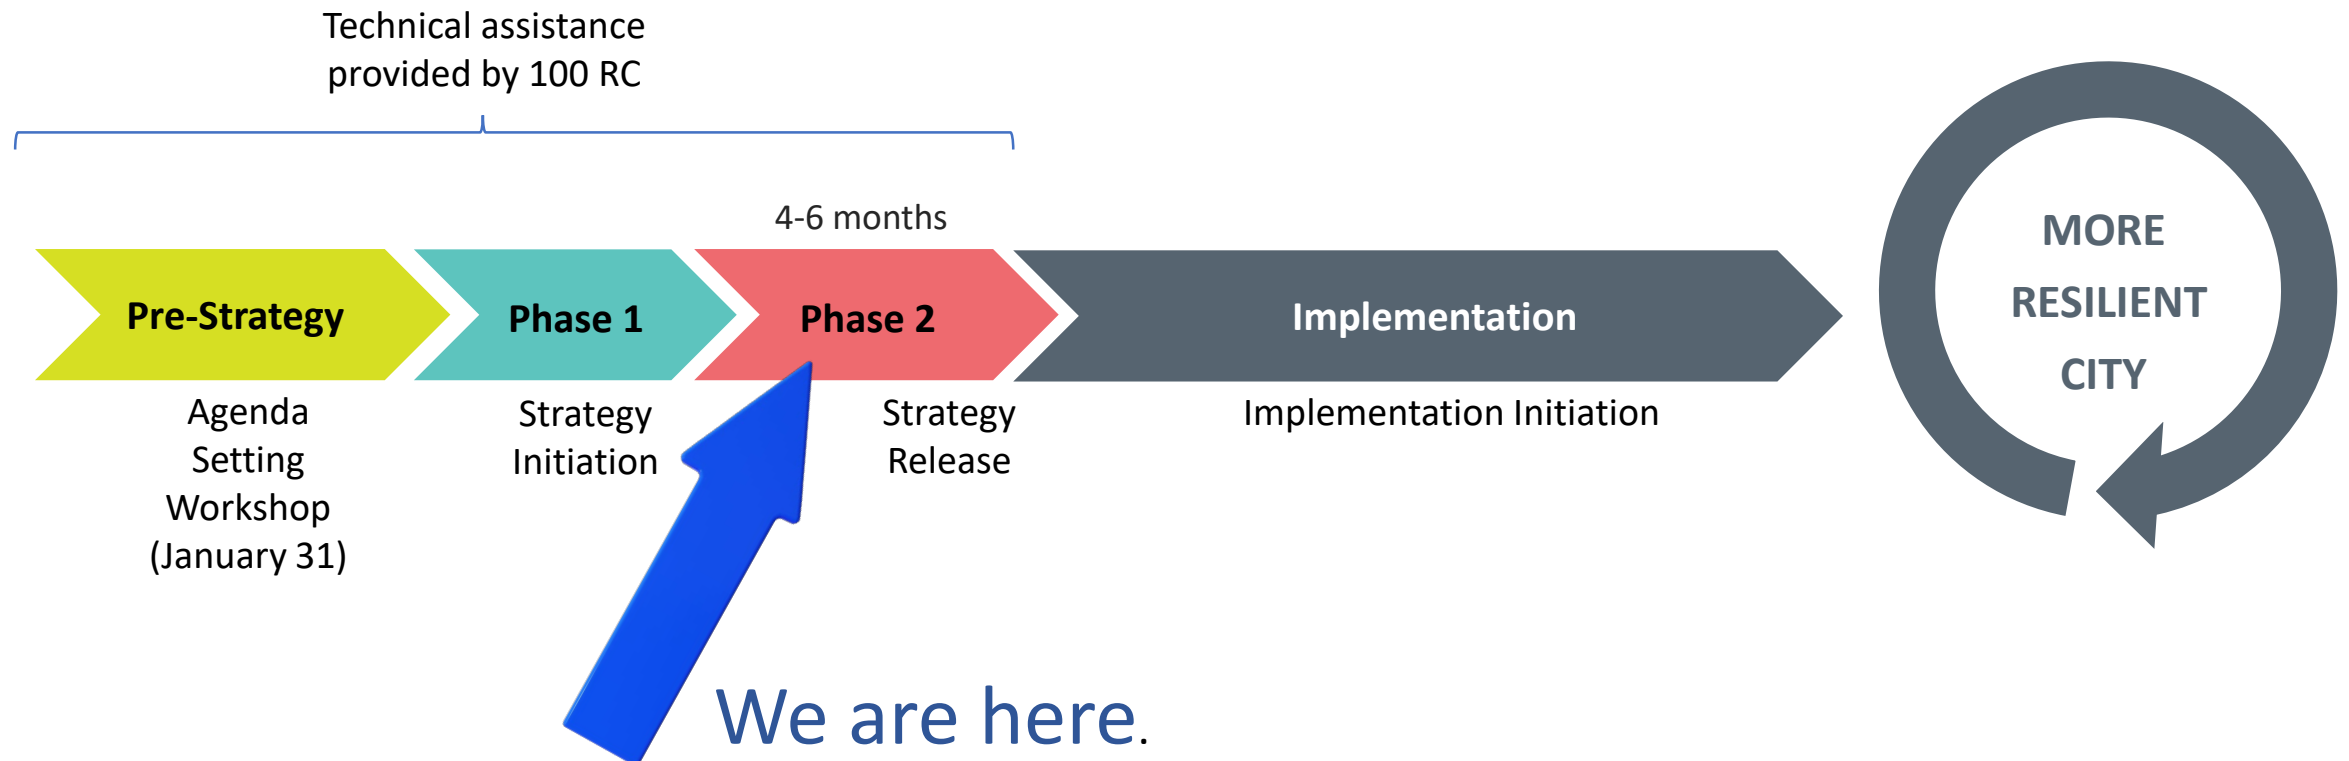 Technical assistance
provided by 100 RC
4-6 months
Pre-Strategy
Phase 1
Phase 2
Implementation
Agenda
Setting
Workshop
(January 31)
Strategy
Initiation
Strategy
Release
Implementation Initiation
MORE
RESILIENT
CITY
We are here.